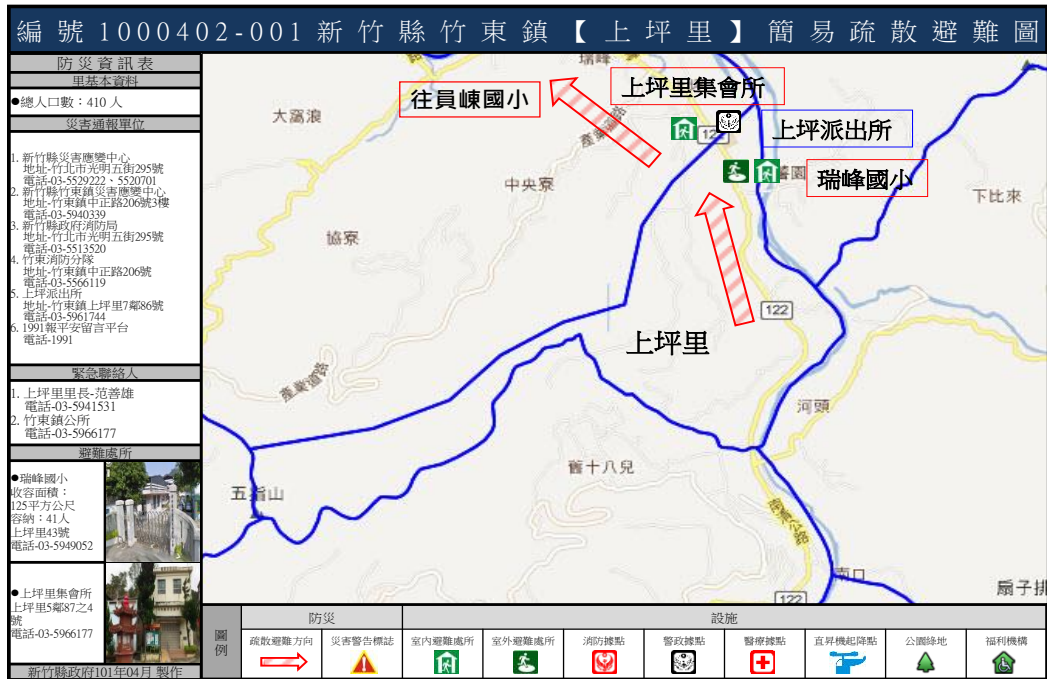 編號1000402-001新竹縣竹東鎮【上坪里】簡易疏散避難圖
防災資訊表
里基本資料
●總人口數：410 人
災害通報單位
1. 新竹縣災害應變中心
地址-竹北市光明五街295號
電話-03-5529222、5520701
2. 新竹縣竹東鎮災害應變中心
地址-竹東鎮中正路206號3樓
電話-03-5940339
3. 新竹縣政府消防局
地址-竹北市光明五街295號
電話-03-5513520
4. 竹東消防分隊
地址-竹東鎮中正路206號
電話-03-5566119
5. 上坪派出所
地址-竹東鎮上坪里7鄰86號
電話-03-5961744
6. 1991報平安留言平台
電話-1991
緊急聯絡人
1. 上坪里里長-范善雄
電話-03-5941531
2. 竹東鎮公所
電話-03-5966177
避難處所
●瑞峰國小
收容面積：
125平方公尺
容納：41人
上坪里43號
電話-03-5949052
●上坪里集會所
上坪里5鄰87之4
號
電話-03-5966177
新竹縣政府101年04月 製作
瑞峰
往員崠國小
上坪里集會所
大窩浪
產業道路
122
上坪派出所
中央寮
瑞峰國小
下比來
協寮
122
上坪里
產業道路
河頭
舊十八兒
五指山
南清公路
南口
扇子排
122
圖例
防災
設施
疏散避難方向
災害警告標誌
室內避難處所
室外避難處所
消防據點
警政據點
醫療據點
直昇機起降點
公園綠地
福利機構